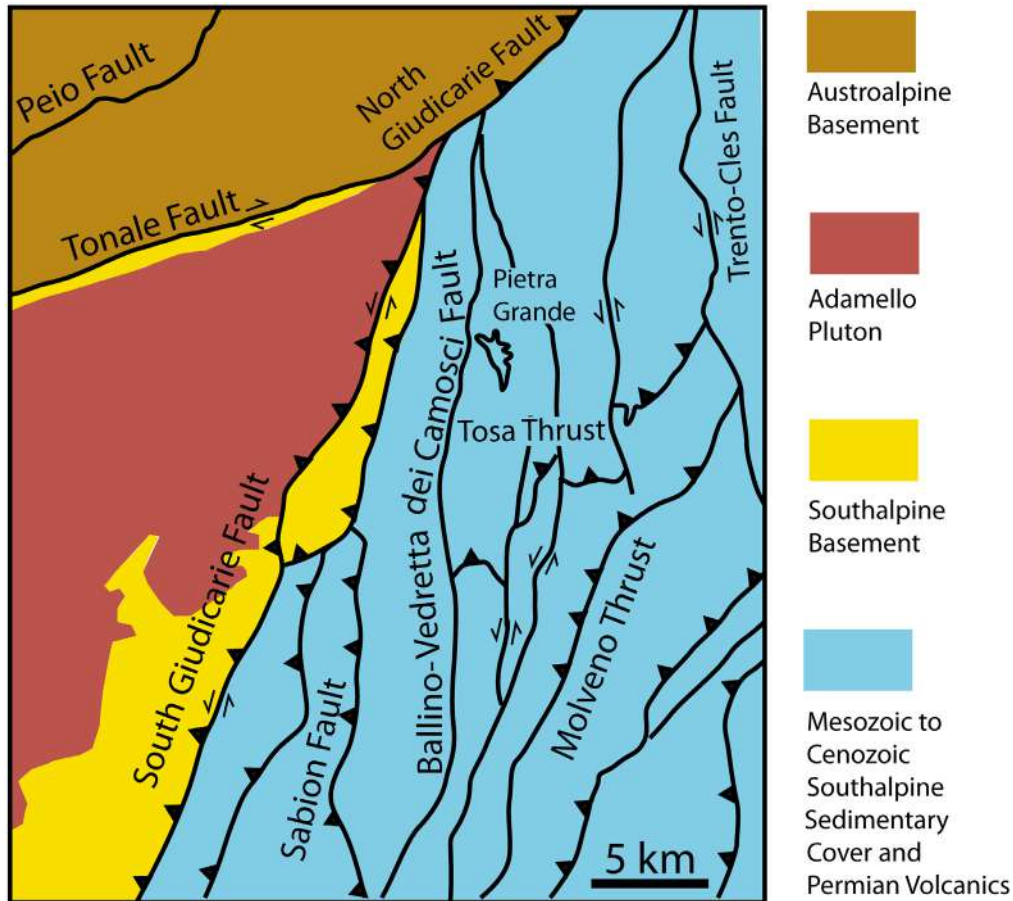 Peio Fault
North
Giudicarie Fault
Tonale Fault
Trento-Cles Fault
Pietra
Grande
Ballino-Vedretta dei Camosci Fault
Tosa Thrust
South Giudicarie Fault
Sabion Fault
Molveno Thrust
5 km
Austroalpine
Basement
Adamello
Pluton
Southalpine
Basement
Mesozoic to
Cenozoic
Southalpine
Sedimentary
Cover and
Permian Volcanics